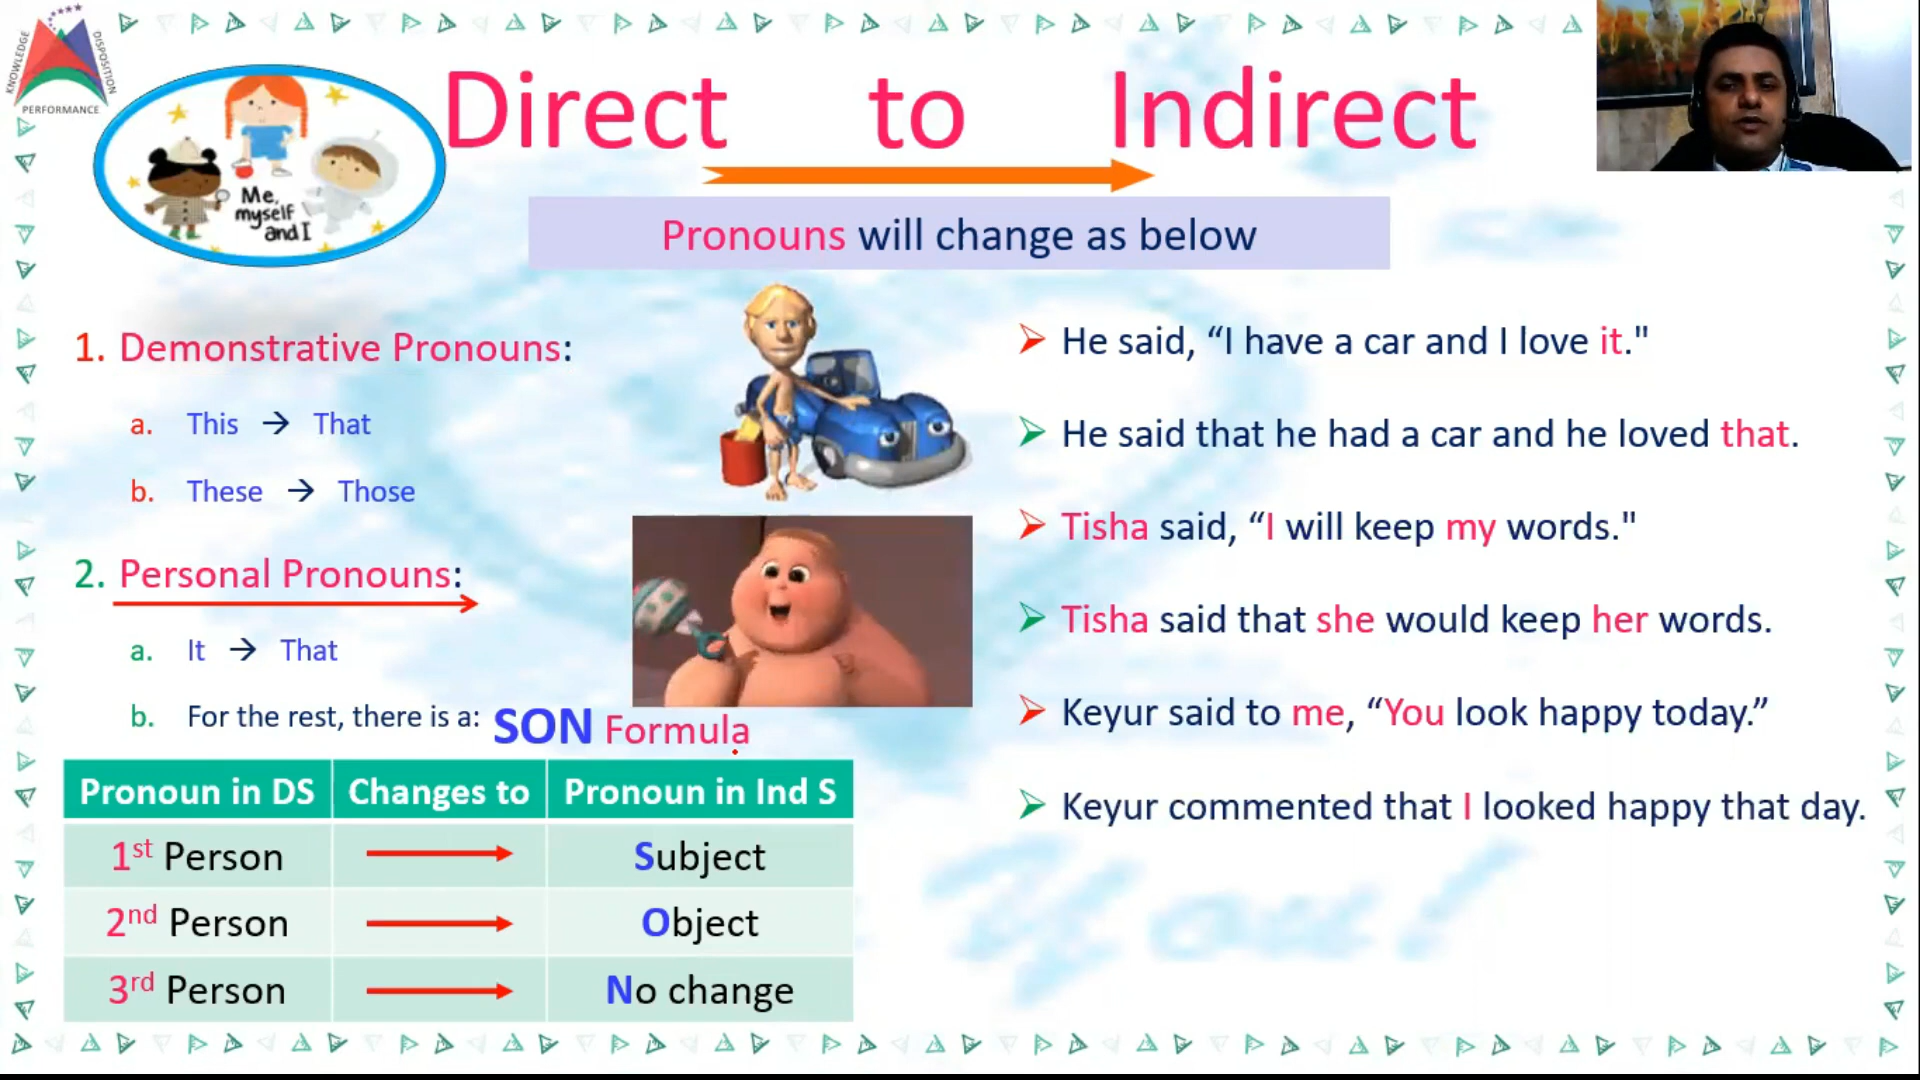 KNOWLEDGE
DISPOSITION
PERFORMANCE
Me,
myself
and I
Direct to Indirect
Pronouns will change as below
1. Demonstrative Pronouns:
a. This → That
b. These → Those
2. Personal Pronouns:
a. It → That
b. For the rest, there is a: SON Formula
Pronoun in DS Changes to Pronoun in Ind S
1st Person Subject
2nd Person Object
3rd Person No change
He said, “I have a car and I love it."
He said that he had a car and he loved that.
Tisha said, “I will keep my words."
Tisha said that she would keep her words.
Keyur said to me, “You look happy today.”
Keyur commented that I looked happy that day.
You!